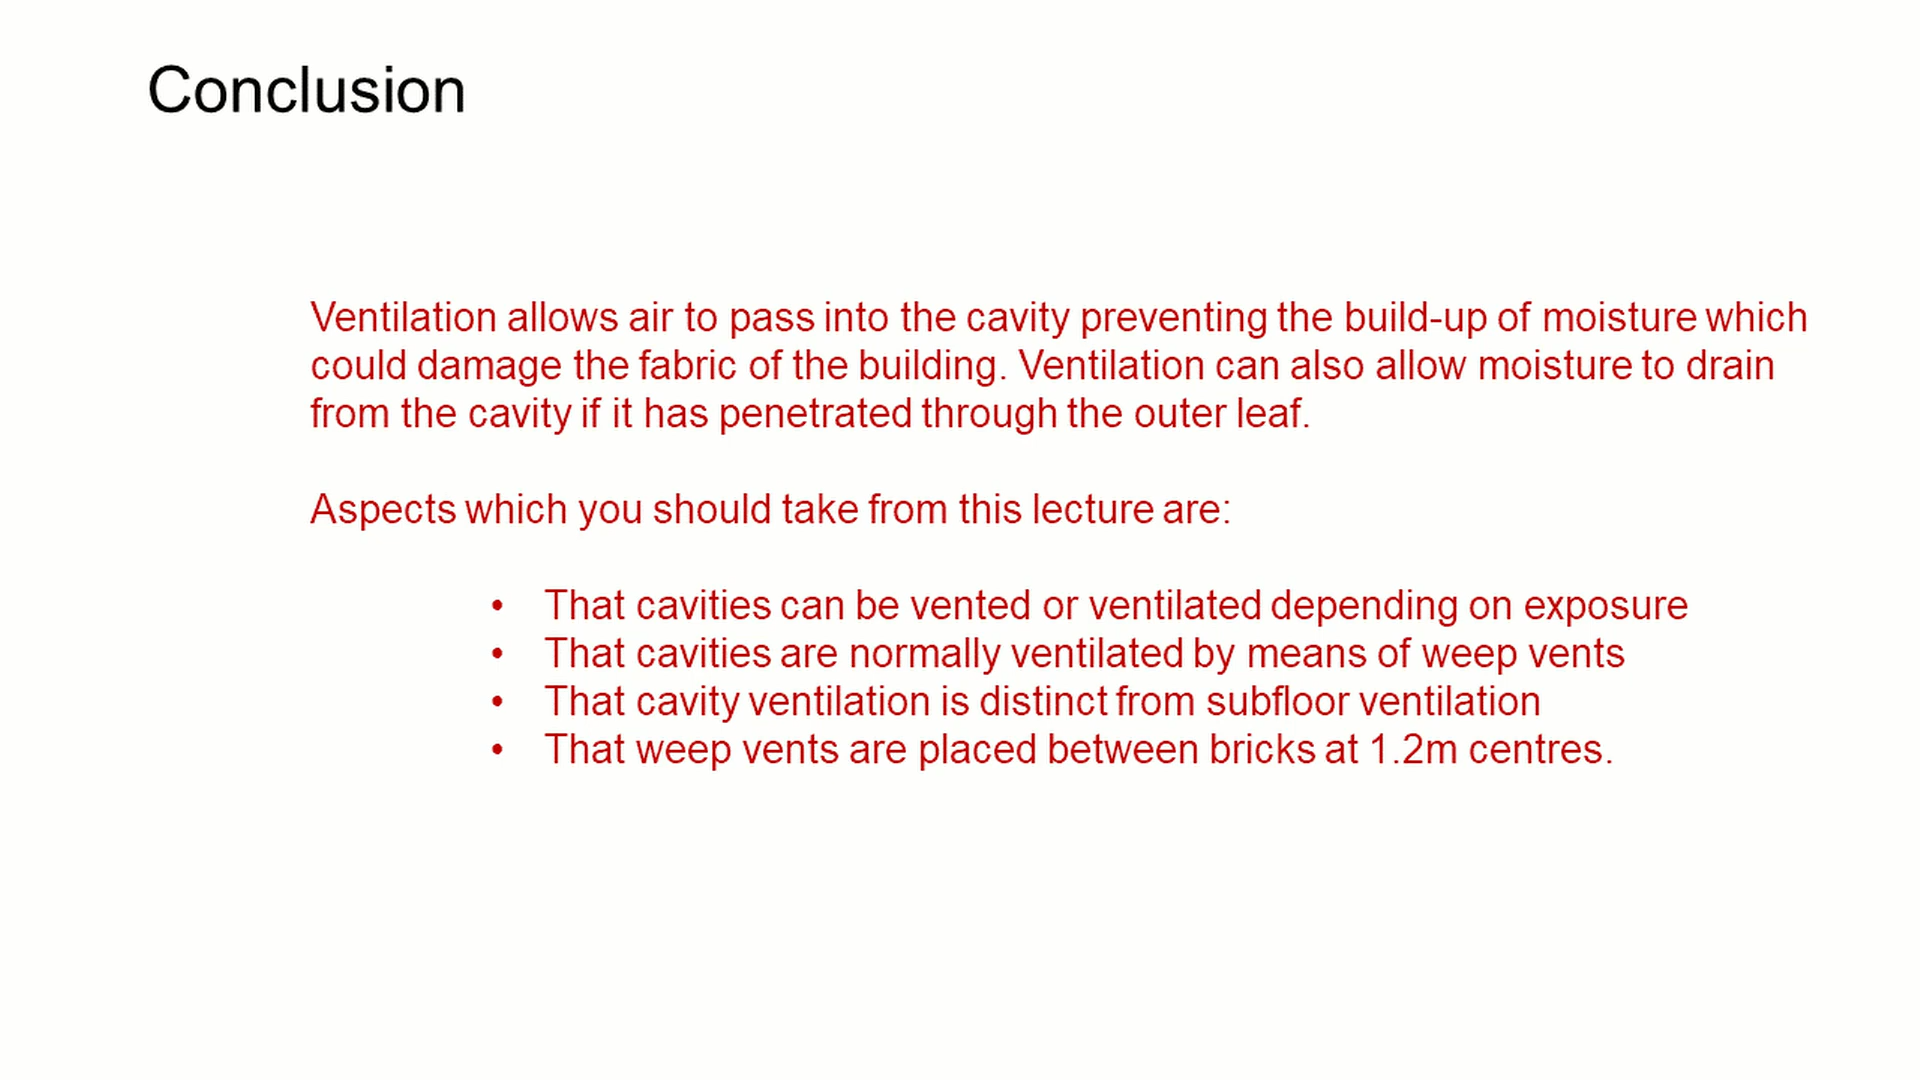 Conclusion
Ventilation allows air to pass into the cavity preventing the build-up of moisture which
could damage the fabric of the building. Ventilation can also allow moisture to drain
from the cavity if it has penetrated through the outer leaf.
Aspects which you should take from this lecture are:
• That cavities can be vented or ventilated depending on exposure
• That cavities are normally ventilated by means of weep vents
• That cavity ventilation is distinct from subfloor ventilation
• That weep vents are placed between bricks at 1.2m centres.